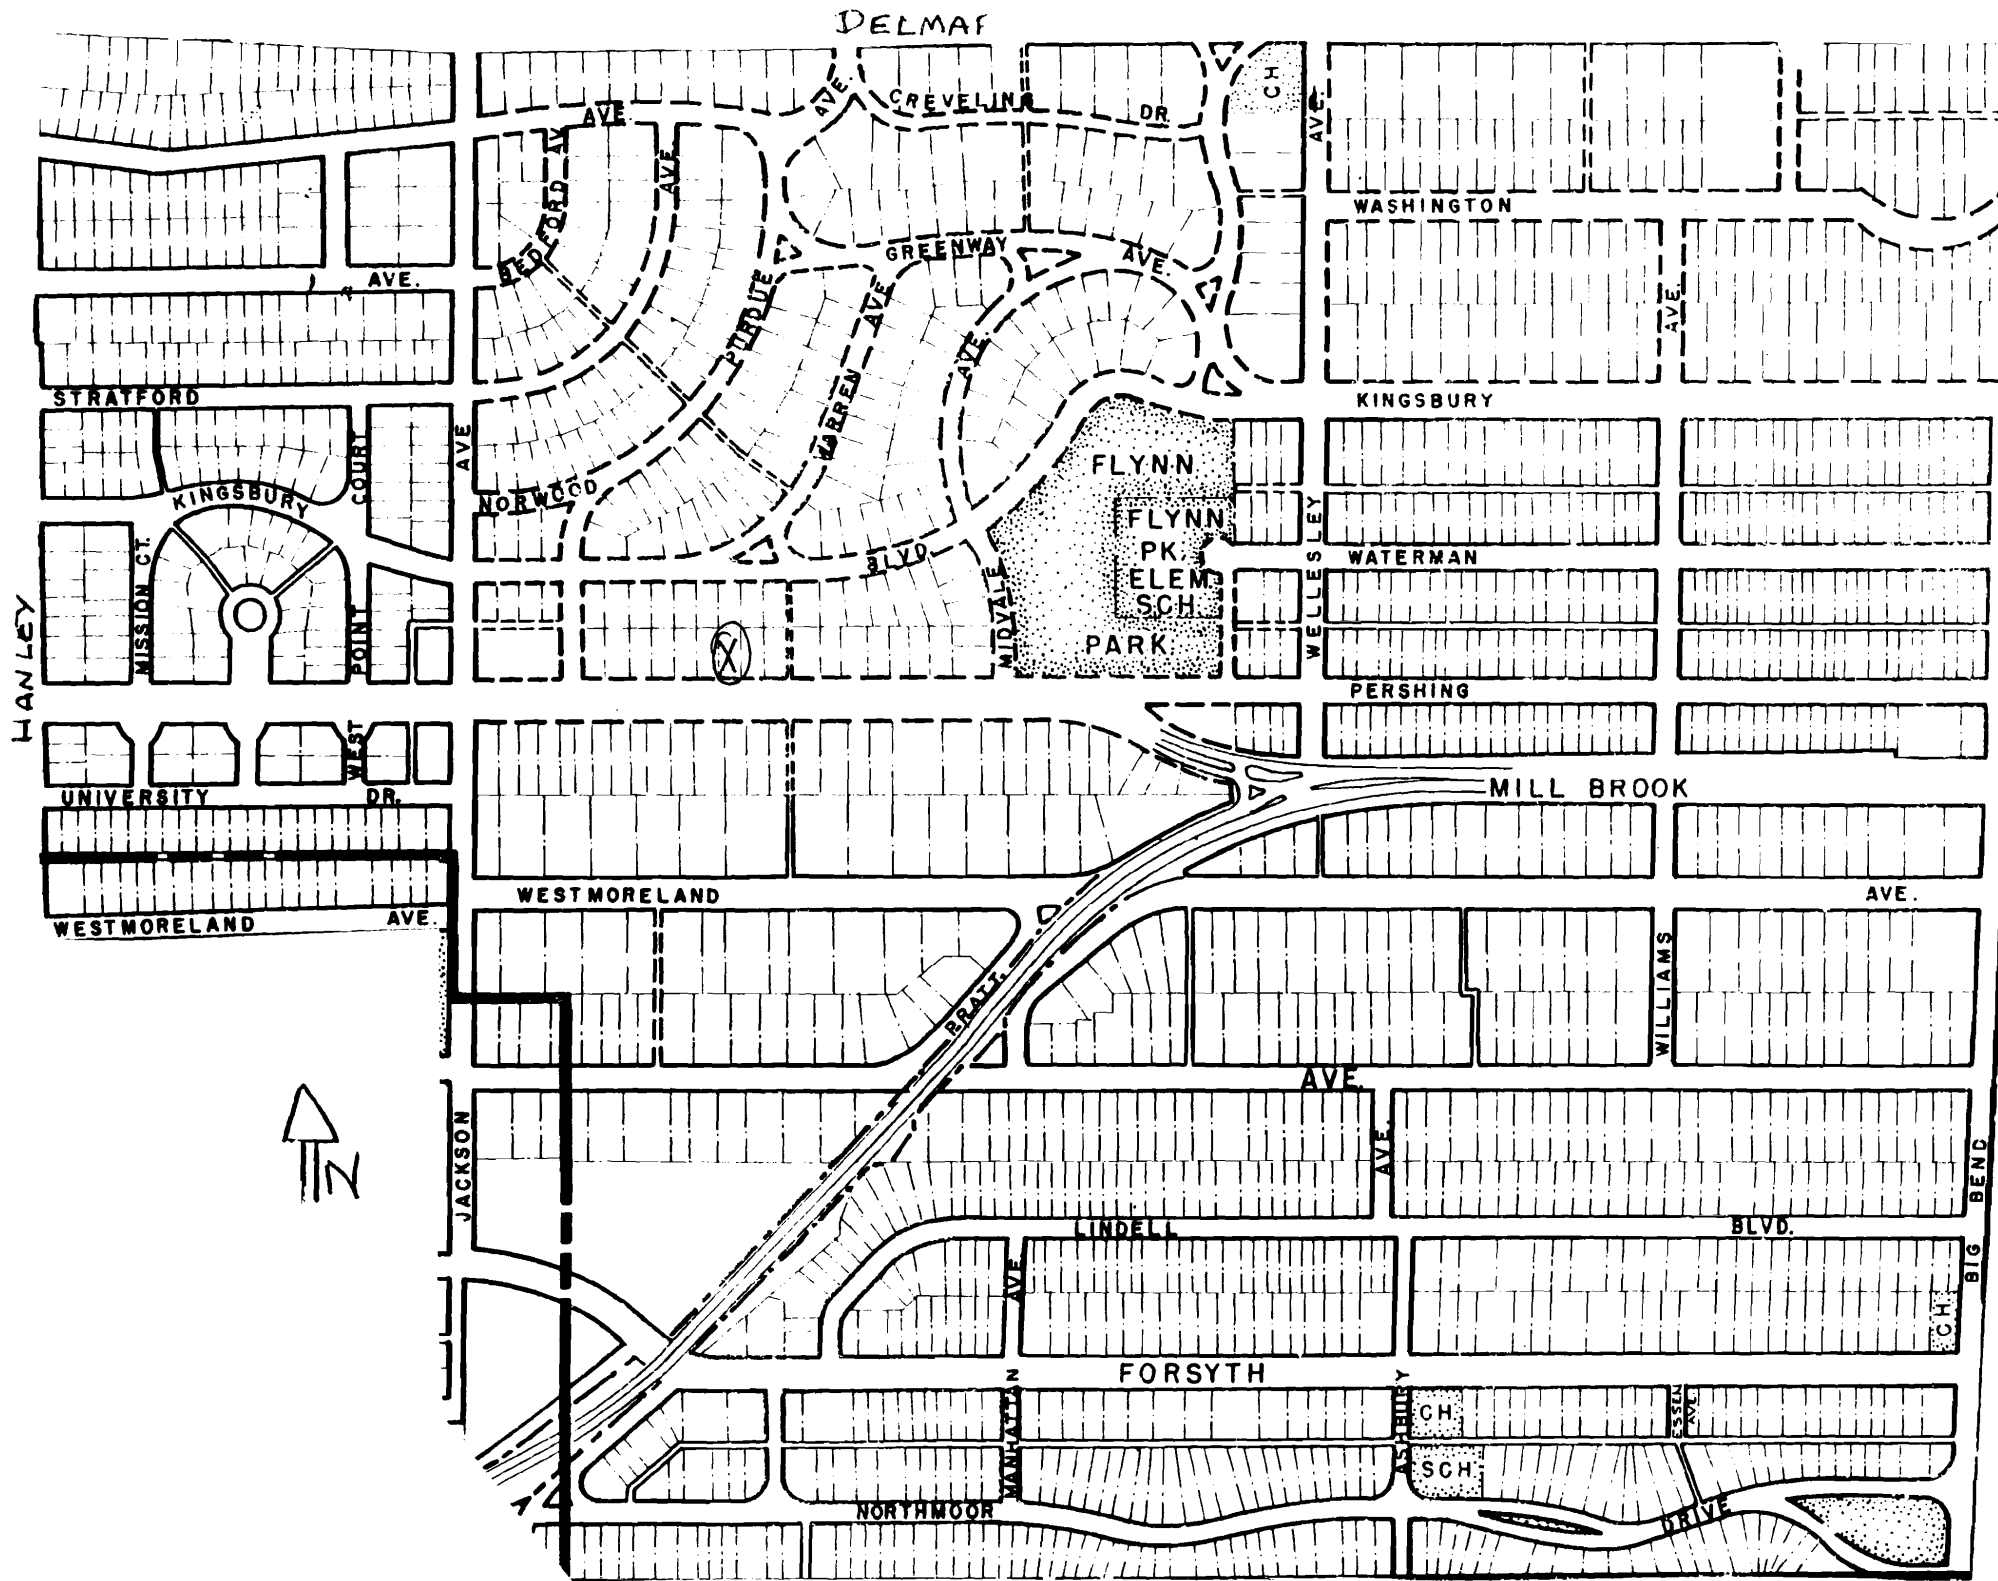 DELMAR
AVE.
AVE.
CREVELING
DR.
CH
AVE.
BEDFORD AV
AVE.
WASHINGTON
GREENWAY
AVE.
AVE.
PURDUE
AVE
WARREN
AVE.
AVE.
STRATFORD
KINGSBURY
AVE
COURT
KINGSBURY
NORWOOD
FLYNN
FLYNN
PK.
ELEM.
SCH.
PARK
BLVD.
WATERMAN
WELLESLEY
MISSION CT.
HANLEY
WEST
POINT
X
MIDVALE
PERSHING
UNIVERSITY
DR.
MILL BROOK
WESTMORELAND
AVE.
WESTMORELAND
AVE.
PRATT.
WILLIAMS
AVE.
N
JACKSON
AVE.
BIG
BEND
LINDELL
BLVD.
AVE
CH
FORSYTH
MANHATTAN
ASHBURY
CH.
ESSEN
AVE.
SCH.
NORTHMOOR
DRIVE